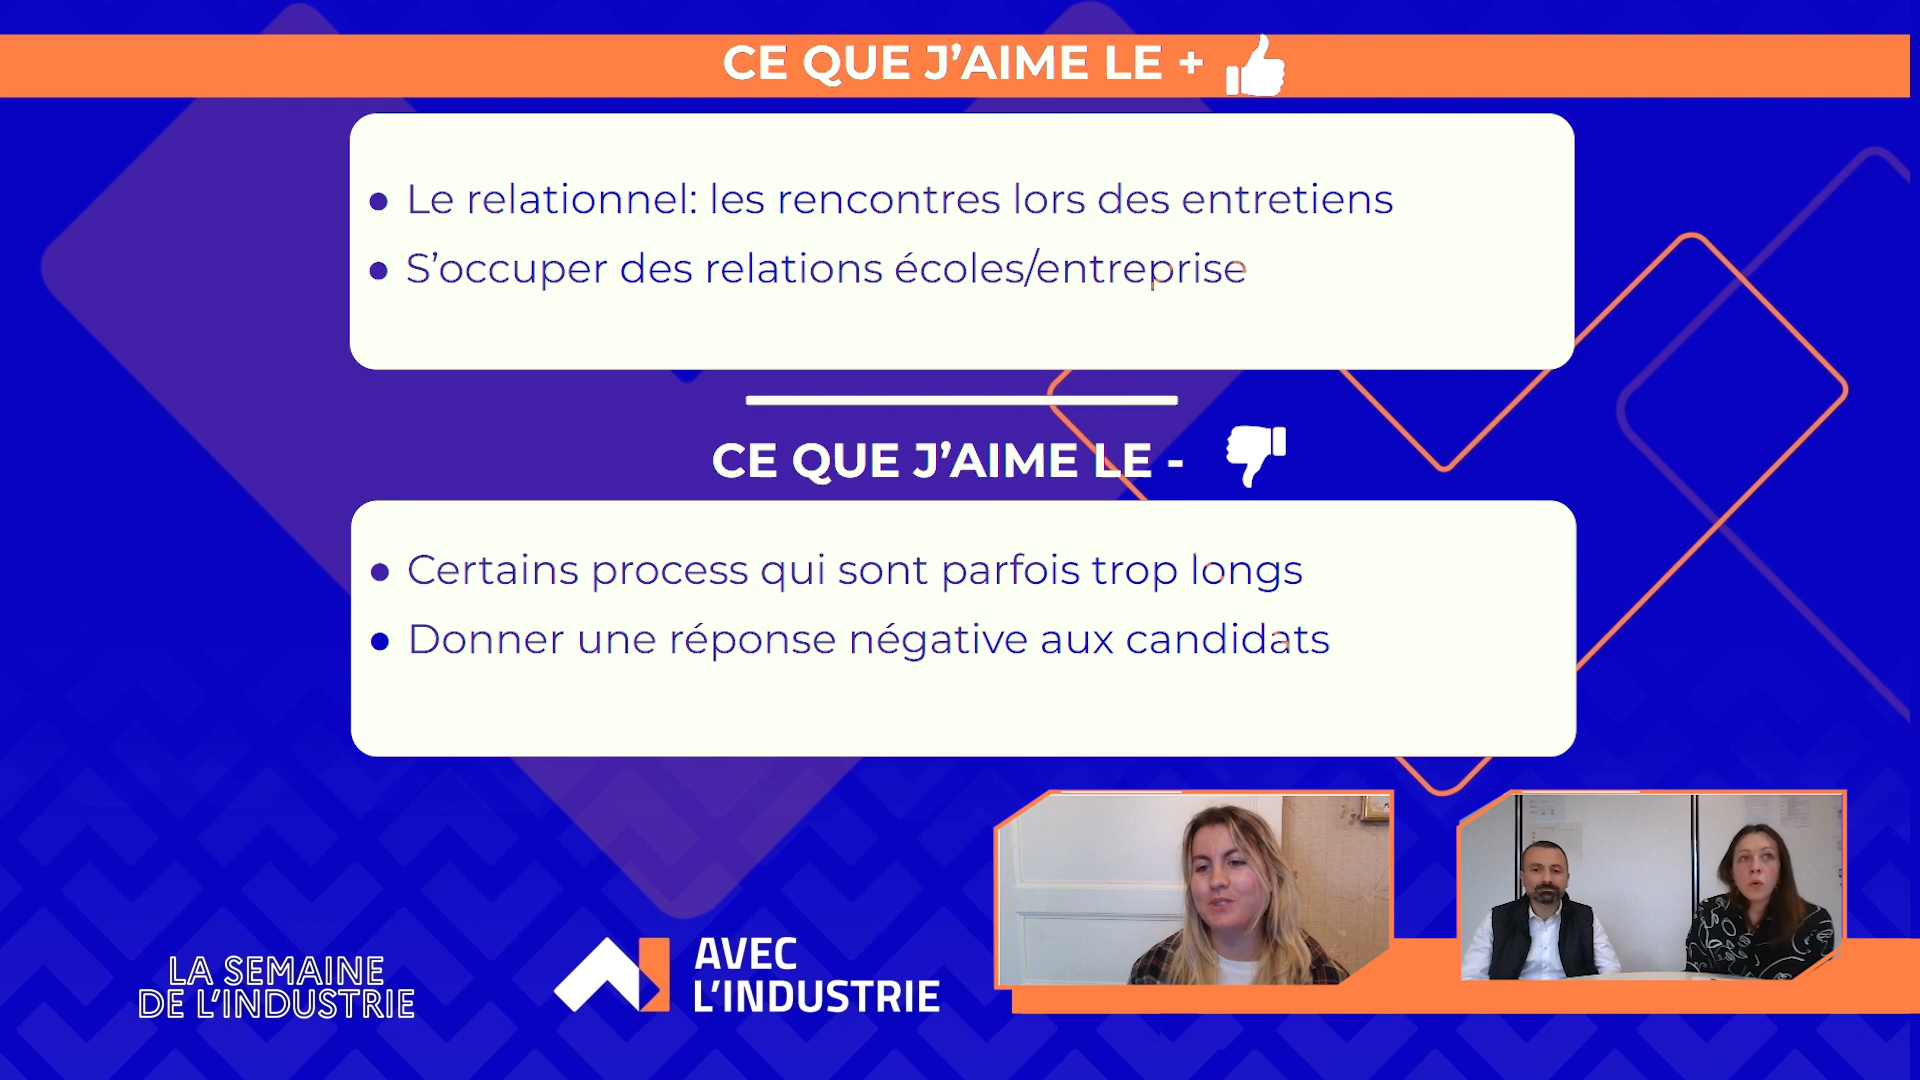 CE QUE J'AIME LE +
• Le relationnel: les rencontres lors des entretiens
• S'occuper des relations écoles/entreprise
CE QUE J'AIME LE -
• Certains process qui sont parfois trop longs
• Donner une réponse négative aux candidats
LA SEMAINE
DE L'INDUSTRIE
AVEC
L'INDUSTRIE